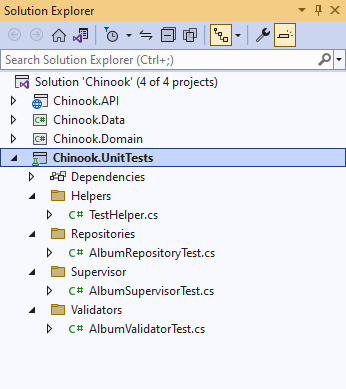 Solution Explorer
Search Solution Explorer (Ctrl+;)
Solution 'Chinook' (4 of 4 projects)
Chinook.API
C# Chinook.Data
C# Chinook.Domain
Chinook.UnitTests
Dependencies
Helpers
C# TestHelper.cs
Repositories
C# AlbumRepositoryTest.cs
Supervisor
C# AlbumSupervisorTest.cs
Validators
C# AlbumValidatorTest.cs